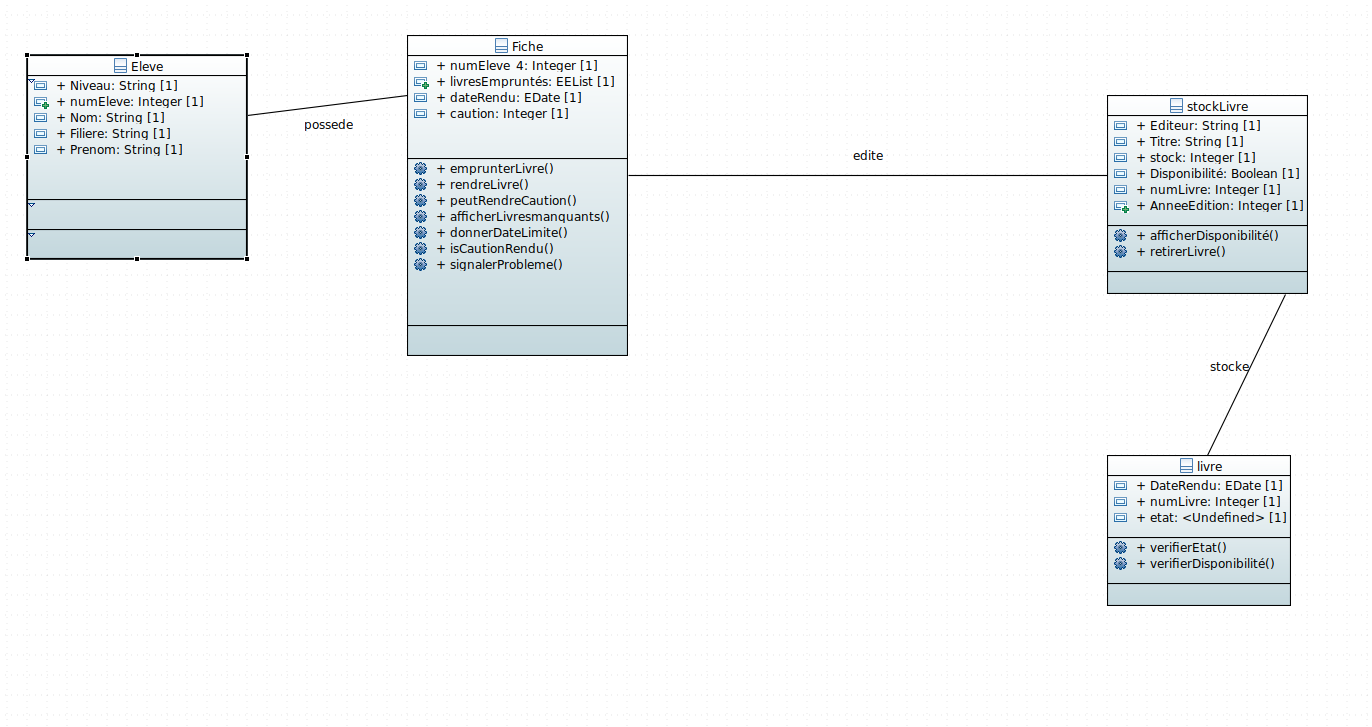 Eleve
+ Niveau: String [1]
+ numEleve: Integer [1]
+ Nom: String [1]
+ Filiere: String [1]
+ Prenom: String [1]
possede
Fiche
+ numEleve 4: Integer [1]
+ livresEmpruntés: EEList [1]
+ dateRendu: EDate [1]
+ caution: Integer [1]
+ emprunterLivre()
+ rendreLivre()
+ peutRendreCaution()
+ afficherLivresmanquants()
+ donnerDateLimite()
+ isCautionRendu()
+ signalerProbleme()
edite
stockLivre
+ Editeur: String [1]
+ Titre: String [1]
+ stock: Integer [1]
+ Disponibilité: Boolean [1]
+ numLivre: Integer [1]
+ AnneeEdition: Integer [1]
+ afficherDisponibilité()
+ retirerLivre()
stocke
livre
+ DateRendu: EDate [1]
+ numLivre: Integer [1]
+ etat: <Undefined> [1]
+ verifierEtat()
+ verifierDisponibilité()